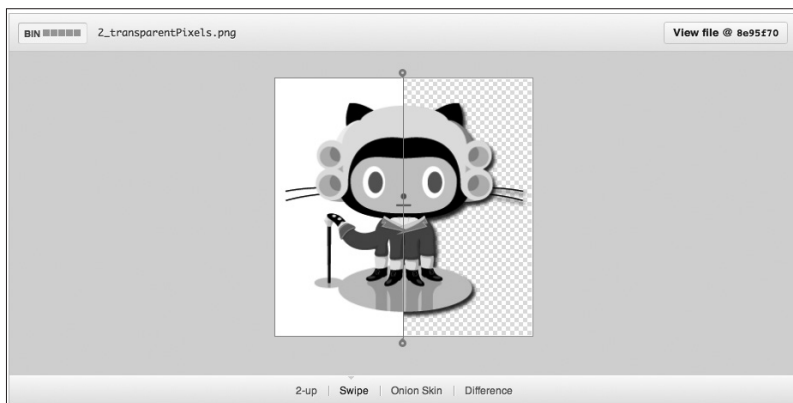 BIN 2_transparentPixels.png View file @ 8e95f70
2-up Swipe Onion Skin Difference